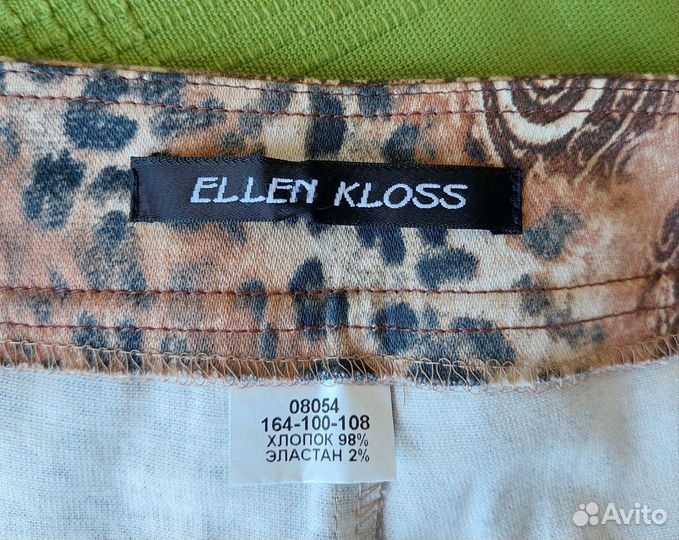 ELLEN KLOSS
08054
164-100-108
ХЛОПОК 98%
ЭЛАСТАН 2%
Avito